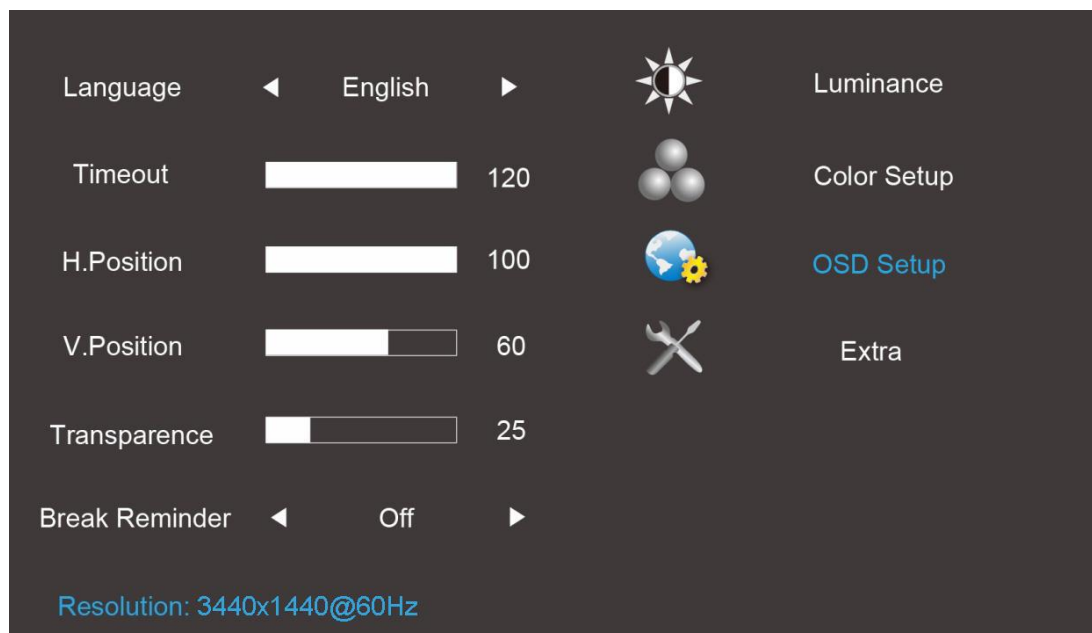 Language English
Timeout 120
H.Position 100
V.Position 60
Transparence 25
Break Reminder Off
Resolution: 3440x1440@60Hz
Luminance
Color Setup
OSD Setup
Extra